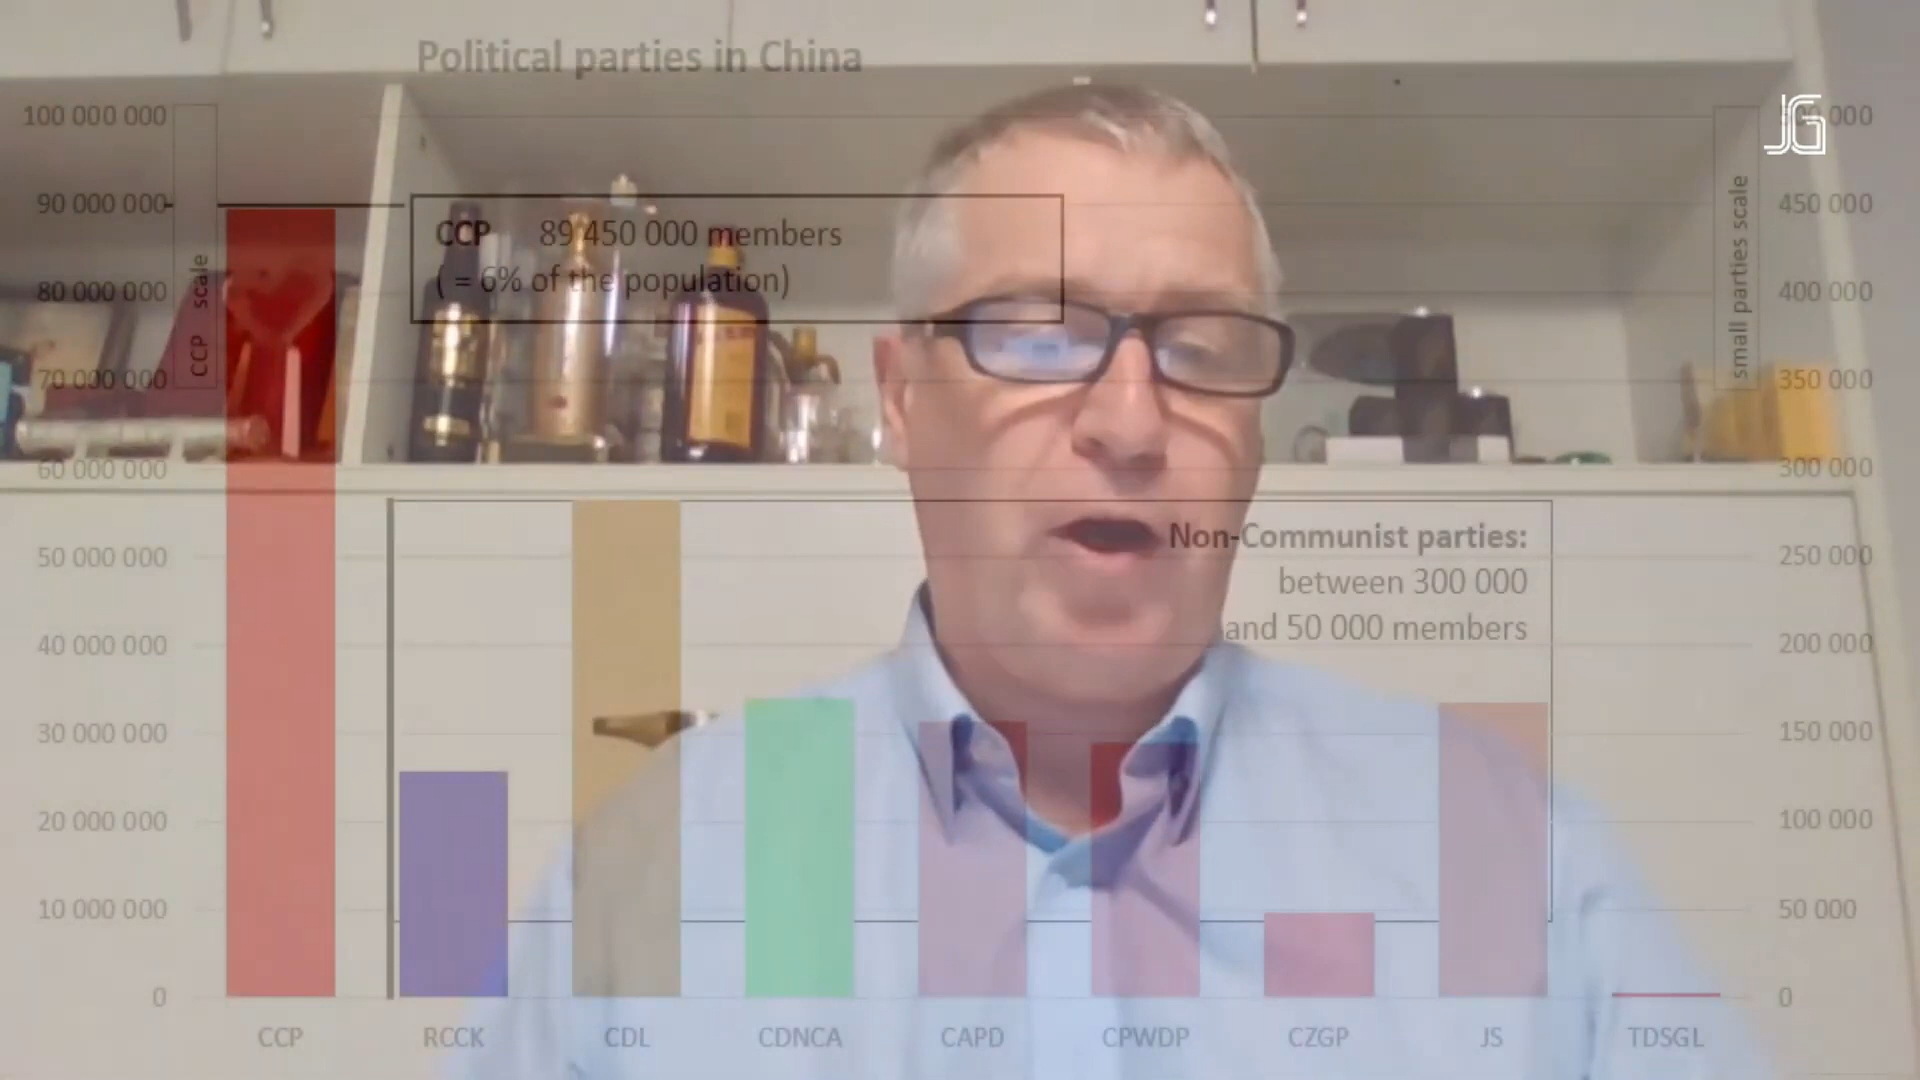 Political parties in China
JG
100 000 000
90 000 000
80 000 000
70 000 000
60 000 000
50 000 000
40 000 000
30 000 000
20 000 000
10 000 000
0
CCP scale
CCP 89 450 000 members
( = 6% of the population)
Non-Communist parties:
between 300 000
and 50 000 members
small parties scale
000
450 000
400 000
350 000
300 000
250 000
200 000
150 000
100 000
50 000
0
CCP RCCK CDL CDNCA CAPD CPWDP CZGP JS TDSGL